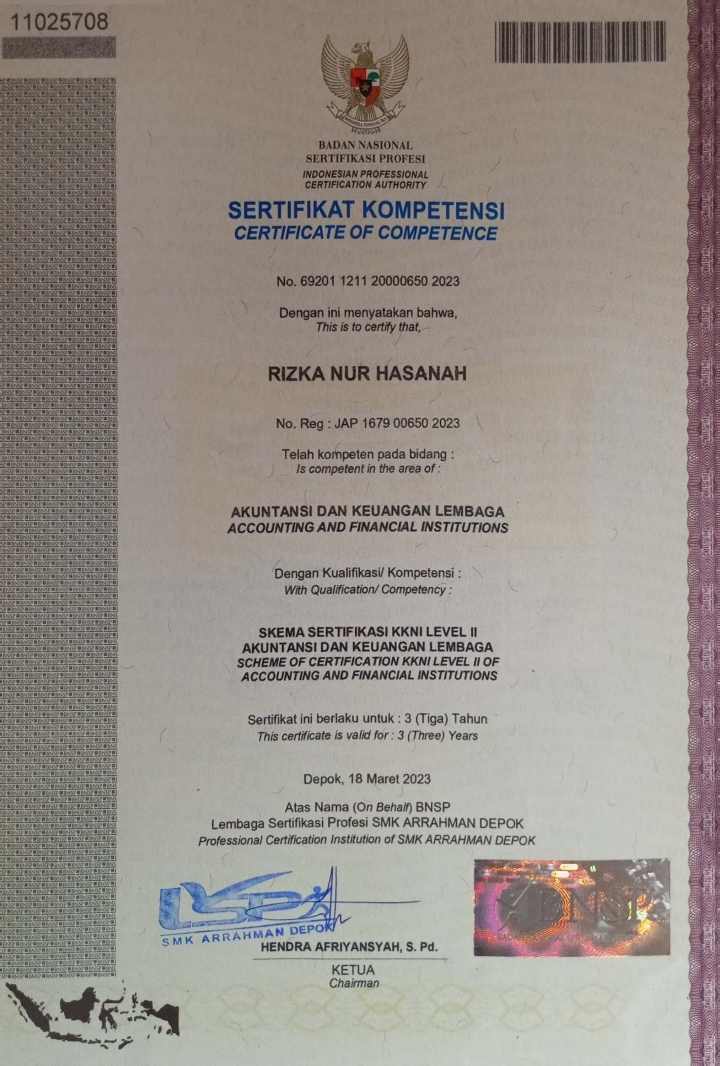 11025708
BADAN NASIONAL
SERTIFIKASI PROFESI
INDONESIAN PROFESSIONAL
CERTIFICATION AUTHORITY
SERTIFIKAT KOMPETENSI
CERTIFICATE OF COMPETENCE
No. 69201 1211 20000650 2023
Dengan ini menyatakan bahwa,
This is to certify that,
RIZKA NUR HASANAH
No. Reg : JAP 1679 00650 2023
Telah kompeten pada bidang :
Is competent in the area of :
AKUNTANSI DAN KEUANGAN LEMBAGA
ACCOUNTING AND FINANCIAL INSTITUTIONS
Dengan Kualifikasi/ Kompetensi :
With Qualification/ Competency :
SKEMA SERTIFIKASI KKNI LEVEL II
AKUNTANSI DAN KEUANGAN LEMBAGA
SCHEME OF CERTIFICATION KKNI LEVEL II OF
ACCOUNTING AND FINANCIAL INSTITUTIONS
Sertifikat ini berlaku untuk : 3 (Tiga) Tahun
This certificate is valid for : 3 (Three) Years
Depok, 18 Maret 2023
Atas Nama (On Behalf) BNSP
Lembaga Sertifikasi Profesi SMK ARRAHMAN DEPOK
Professional Certification Institution of SMK ARRAHMAN DEPOK
LSP
SMK ARRAHMAN DEPOK
BNSP
HENDRA AFRIYANSYAH, S. Pd.
KETUA
Chairman